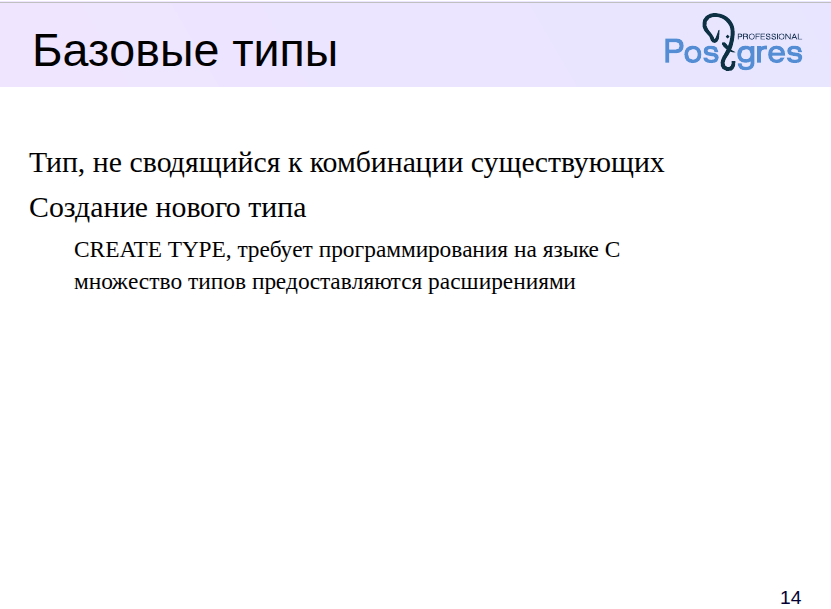 Базовые типы
PROFESSIONAL
Postgres
Тип, не сводящийся к комбинации существующих
Создание нового типа
CREATE TYPE, требует программирования на языке C
множество типов предоставляются расширениями
14